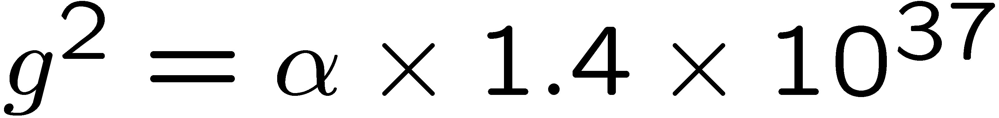 g² = α × 1.4 × 10³⁷